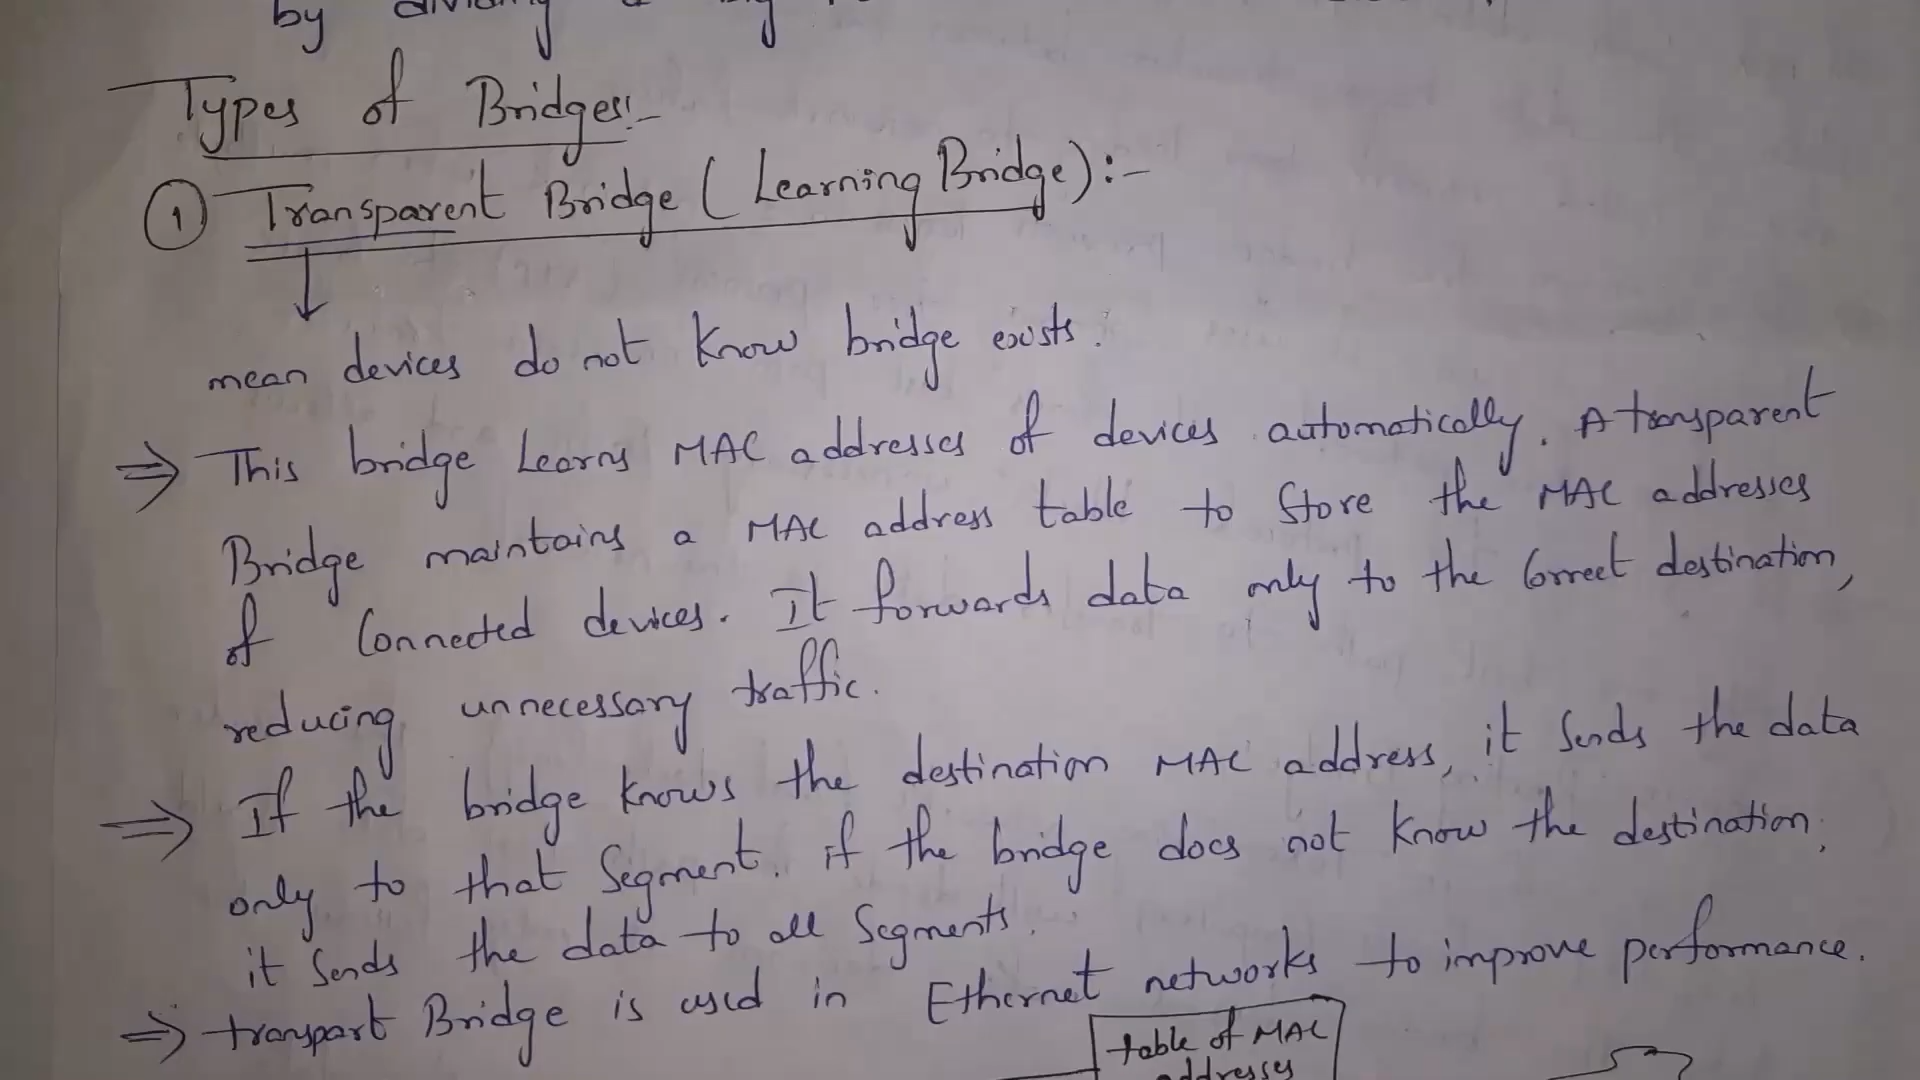 by dividing a big
Types of Bridges:-
1 Transparent Bridge (Learning Bridge):-
mean devices do not know bridge exists.
⇒ This bridge Learns MAC addresses of devices automatically. A transparent
Bridge maintains a MAC address table to Store the MAC addresses
of Connected devices. It forwards data only to the Correct destination,
reducing unnecessary traffic.
⇒ If the bridge knows the destination MAC address, it Sends the data
only to that Segment. if the bridge does not know the destination,
it Sends the data to all Segments.
⇒ transpart Bridge is used in Ethernet networks to improve performance.
table of MAC
addresses